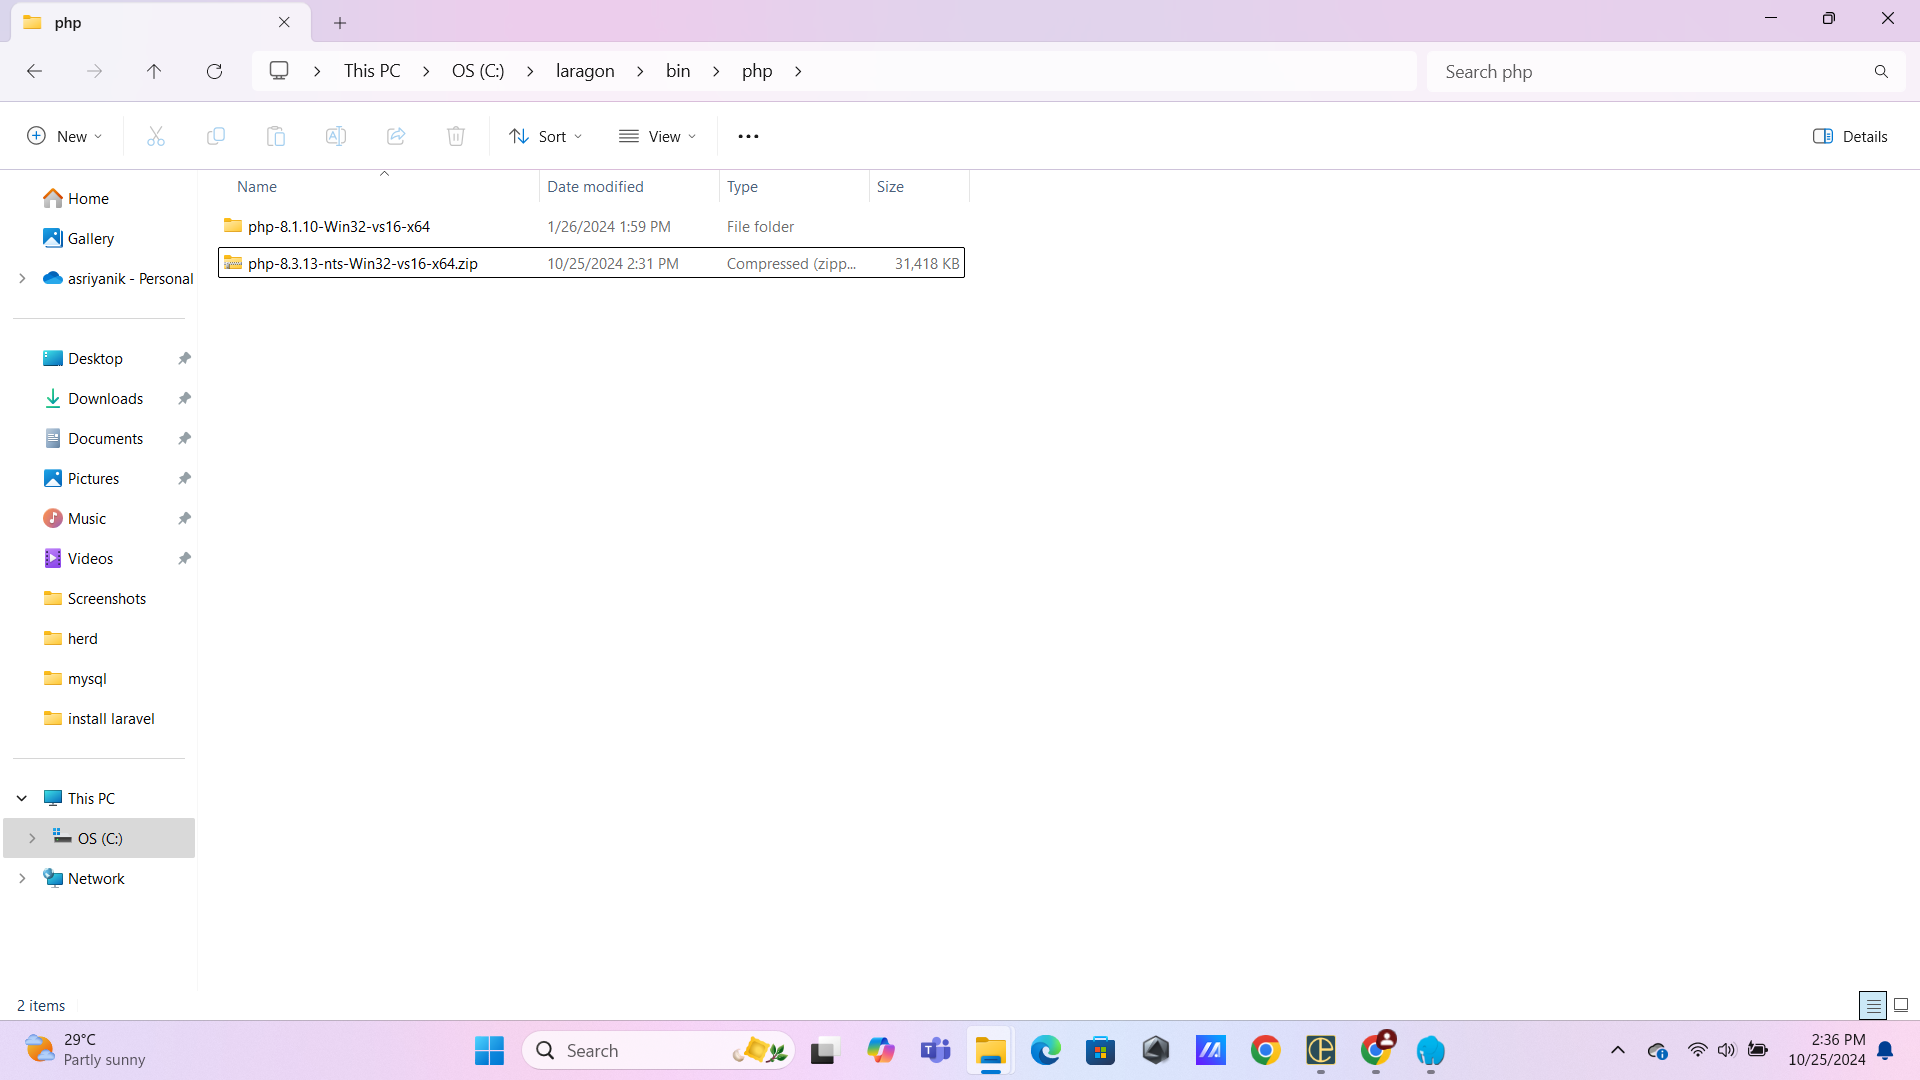 php
This PC
OS (C:)
laragon
bin
php
Search php
New
Sort
View
Details
Name
Date modified
Type
Size
php-8.1.10-Win32-vs16-x64 1/26/2024 1:59 PM File folder
php-8.3.13-nts-Win32-vs16-x64.zip 10/25/2024 2:31 PM Compressed (zipp... 31,418 KB
Home
Gallery
asriyanik - Personal
Desktop
Downloads
Documents
Pictures
Music
Videos
Screenshots
herd
mysql
install laravel
This PC
OS (C:)
Network
2 items
29°C
Partly sunny
Search
2:36 PM
10/25/2024